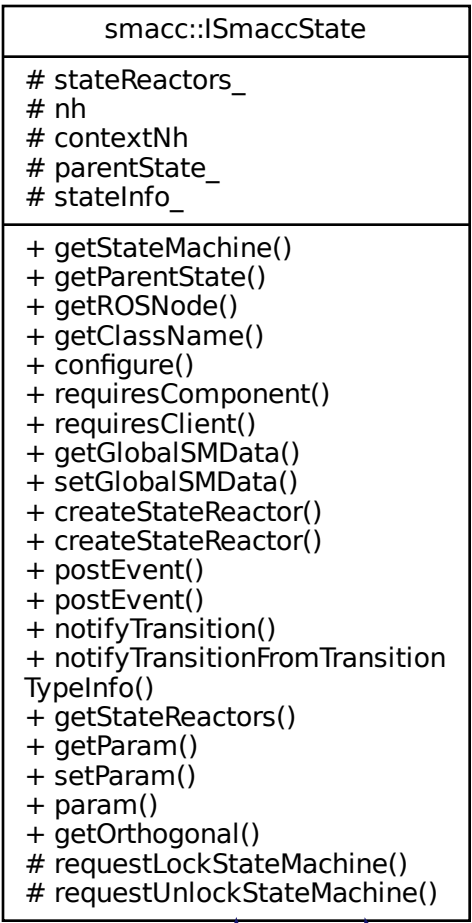 smacc::ISmaccState
# stateReactors_
# nh
# contextNh
# parentState_
# stateInfo_
+ getStateMachine()
+ getParentState()
+ getROSNode()
+ getClassName()
+ configure()
+ requiresComponent()
+ requiresClient()
+ getGlobalSMData()
+ setGlobalSMData()
+ createStateReactor()
+ createStateReactor()
+ postEvent()
+ postEvent()
+ notifyTransition()
+ notifyTransitionFromTransition
TypeInfo()
+ getStateReactors()
+ getParam()
+ setParam()
+ param()
+ getOrthogonal()
# requestLockStateMachine()
# requestUnlockStateMachine()